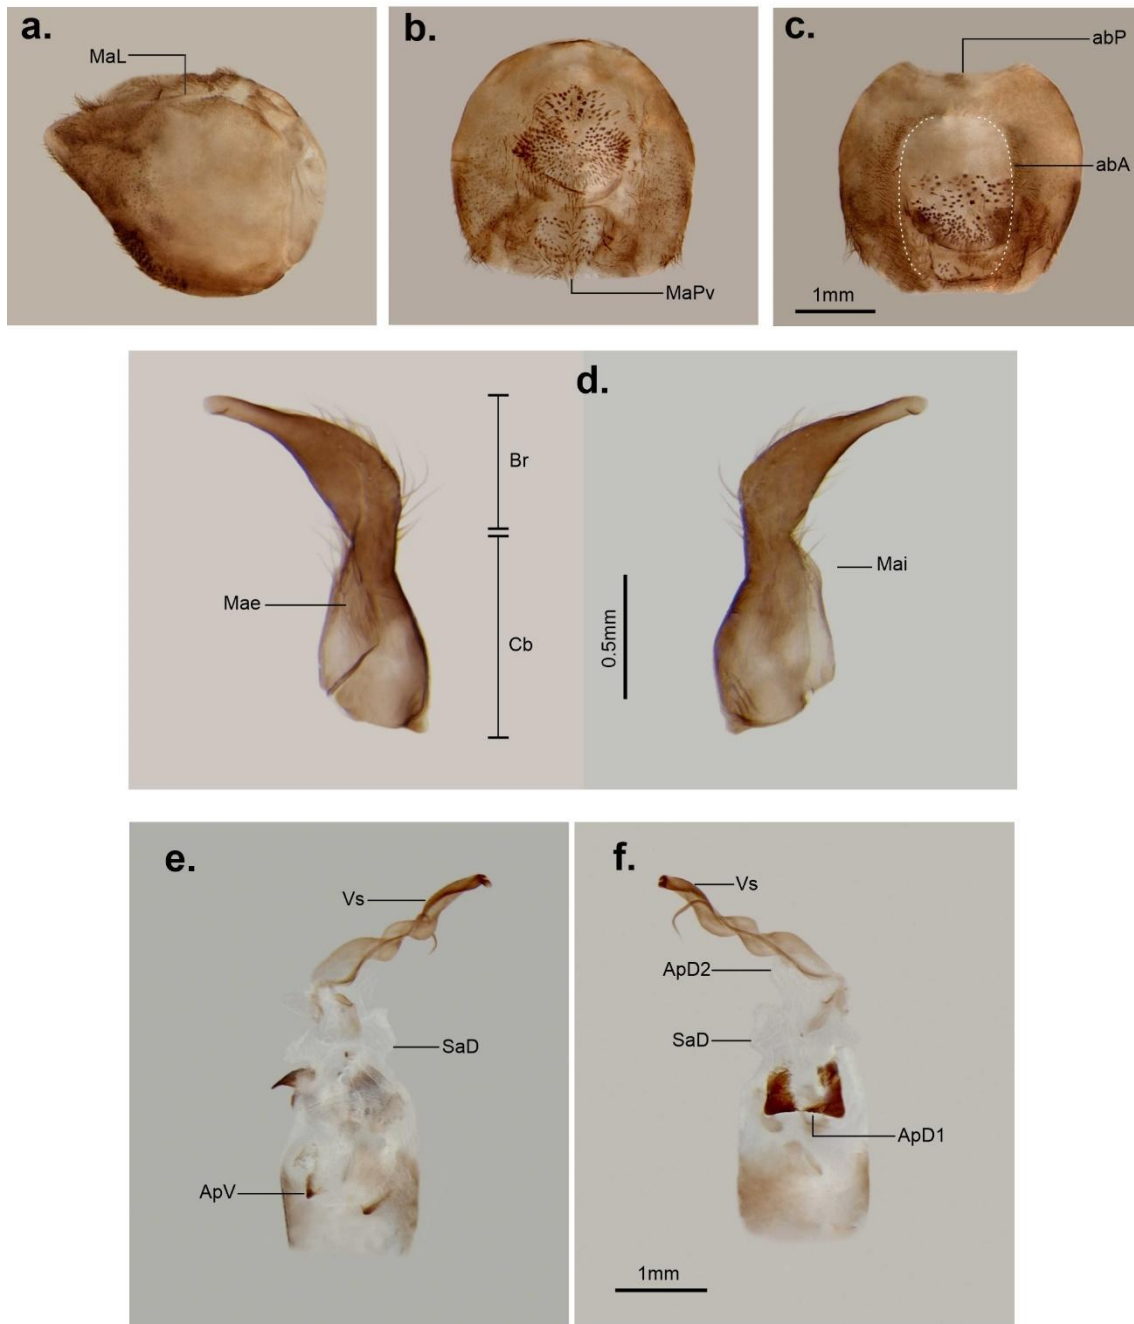 a.
MaL
b.
MaPv
c.
abP
abA
1mm
d.
Br
Mae
Cb
Mai
0.5mm
e.
Vs
SaD
ApV
f.
Vs
ApD2
SaD
ApD1
1mm